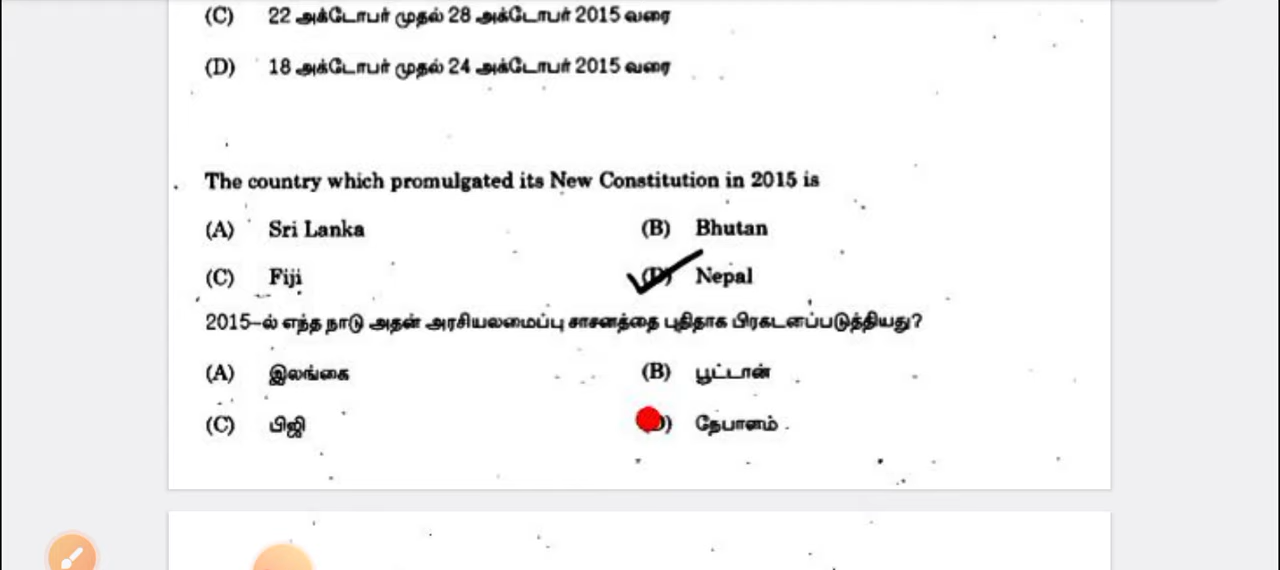 (C) 22 அக்டோபர் முதல் 28 அக்டோபர் 2015 வரை
(D) 18 அக்டோபர் முதல் 24 அக்டோபர் 2015 வரை
The country which promulgated its New Constitution in 2015 is
(A) Sri Lanka (B) Bhutan
(C) Fiji (D) Nepal
2015–ல் எந்த நாடு அதன் அரசியலமைப்பு சாசனத்தை புதிதாக பிரகடனப்படுத்தியது?
(A) இலங்கை (B) பூட்டான்
(C) பிஜி (D) நேபாளம்